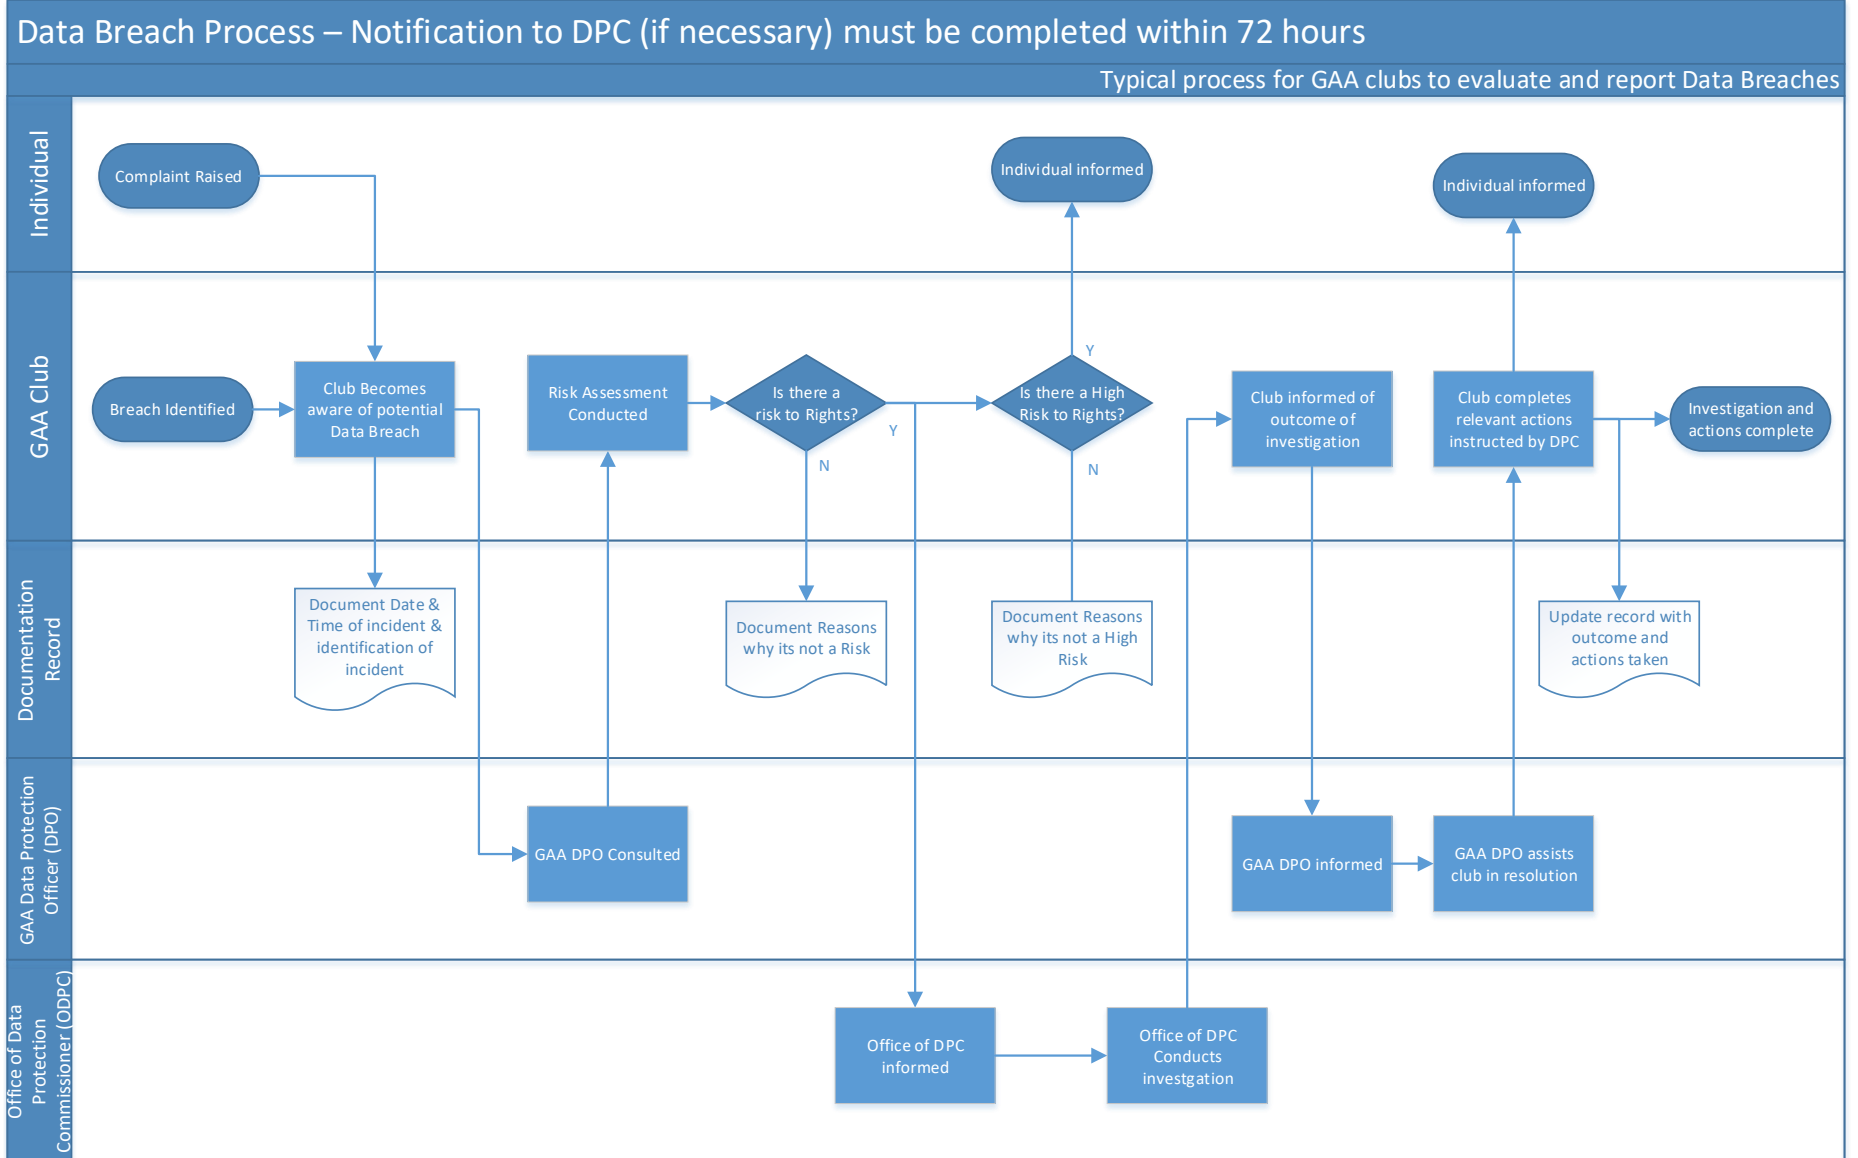 Data Breach Process – Notification to DPC (if necessary) must be completed within 72 hours
Typical process for GAA clubs to evaluate and report Data Breaches
Individual
Complaint Raised
Individual informed
Individual informed
GAA Club
Breach Identified
Club Becomes
aware of potential
Data Breach
Risk Assessment
Conducted
Is there a
risk to Rights?
Y
N
Is there a High
Risk to Rights?
Y
N
Club informed of
outcome of
investigation
Club completes
relevant actions
instructed by DPC
Investigation and
actions complete
Documentation
Record
Document Date &
Time of incident &
identification of
incident
Document Reasons
why its not a Risk
Document Reasons
why its not a High
Risk
Update record with
outcome and
actions taken
GAA Data Protection
Officer (DPO)
GAA DPO Consulted
GAA DPO informed
GAA DPO assists
club in resolution
Office of Data
Protection
Commissioner (ODPC)
Office of DPC
informed
Office of DPC
Conducts
investgation